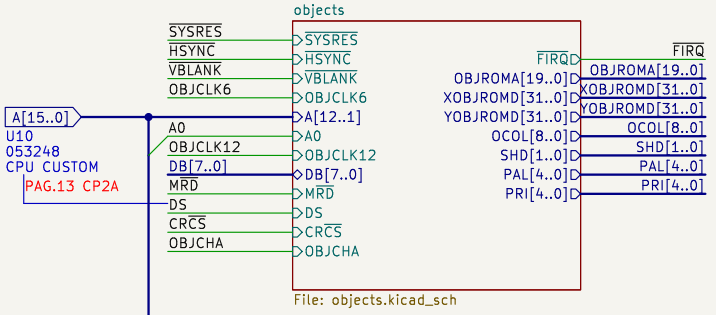 objects
SYSRES
HSYNC
VBLANK
OBJCLK6
A[15..0]
U10
053248
CPU CUSTOM
PAG.13 CP2A
A0
OBJCLK12
DB[7..0]
MRD
DS
CRCS
OBJCHA
SYSRES
HSYNC
VBLANK
OBJCLK6
A[12..1]
A0
OBJCLK12
DB[7..0]
MRD
DS
CRCS
OBJCHA
FIRQ
OBJROMA[19..0]
XOBJROMD[31..0]
YOBJROMD[31..0]
OCOL[8..0]
SHD[1..0]
PAL[4..0]
PRI[4..0]
FIRQ
OBJROMA[19..0]
XOBJROMD[31..0]
YOBJROMD[31..0]
OCOL[8..0]
SHD[1..0]
PAL[4..0]
PRI[4..0]
File: objects.kicad_sch